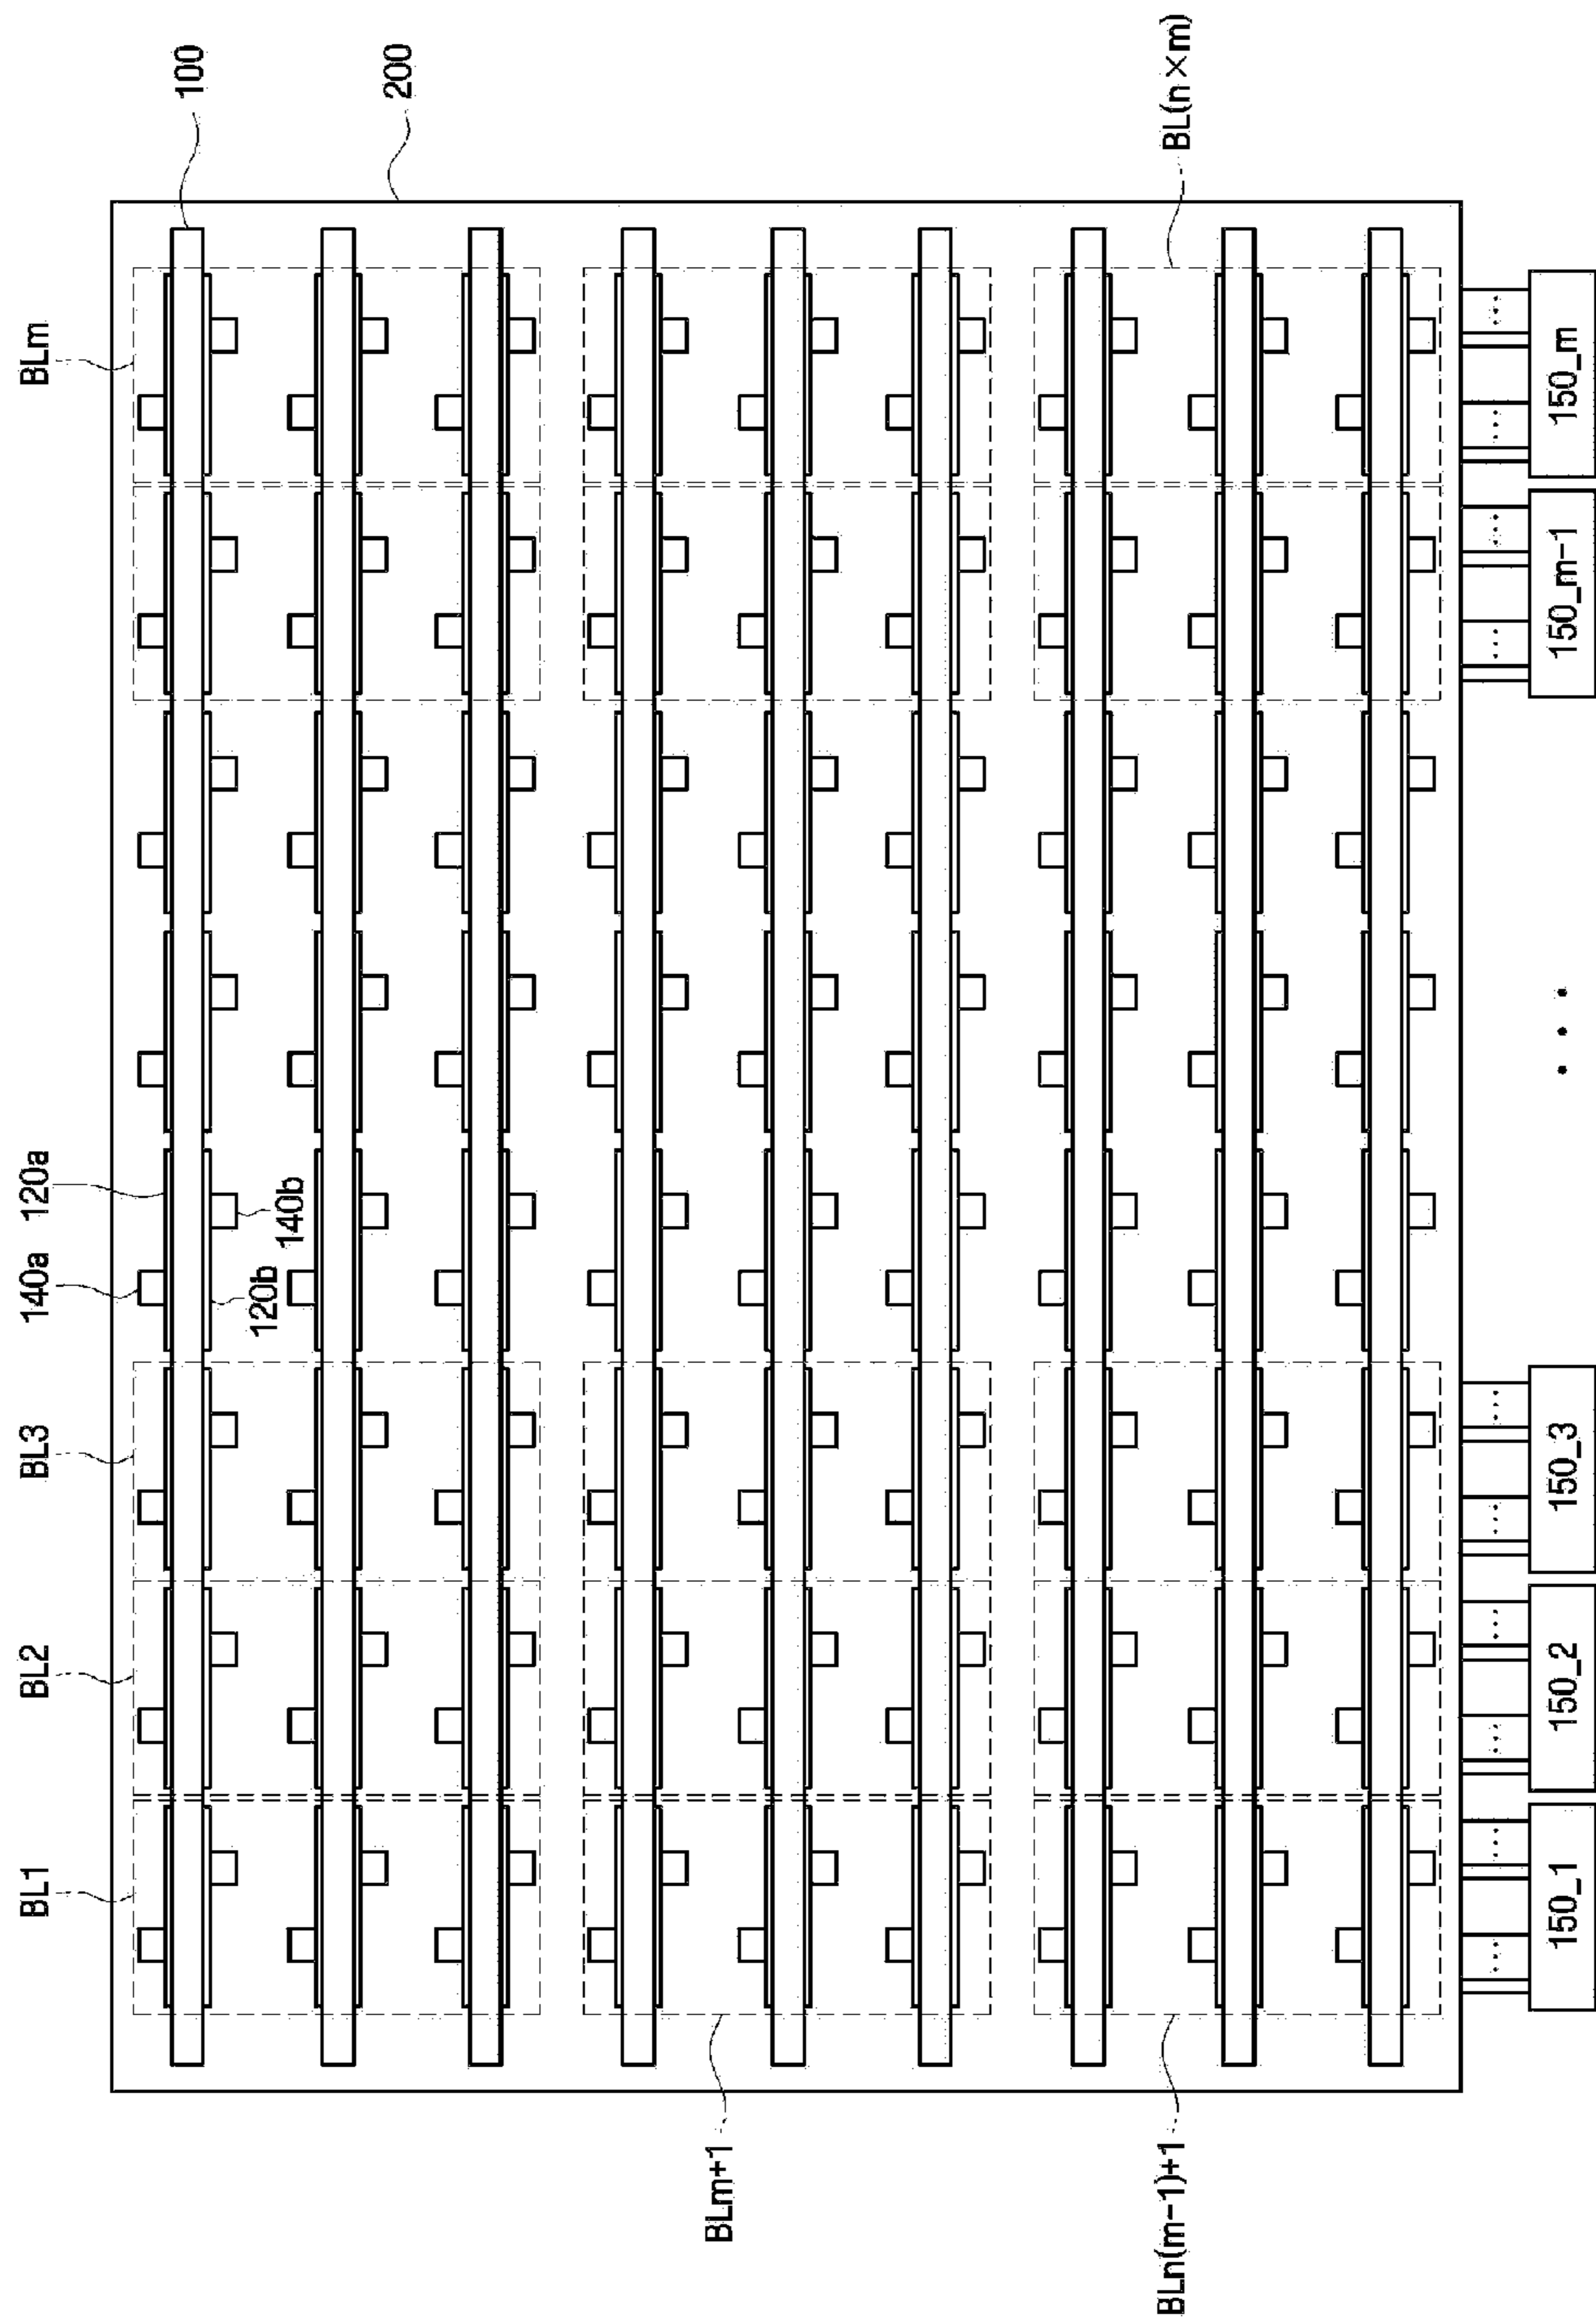 BL1
BL2
BL3
140a
120a
BLm
100
120b
140b
200
BLm+1
BLn(m-1)+1
BL(n×m)
150_1
150_2
150_3
• • •
150_m-1
150_m